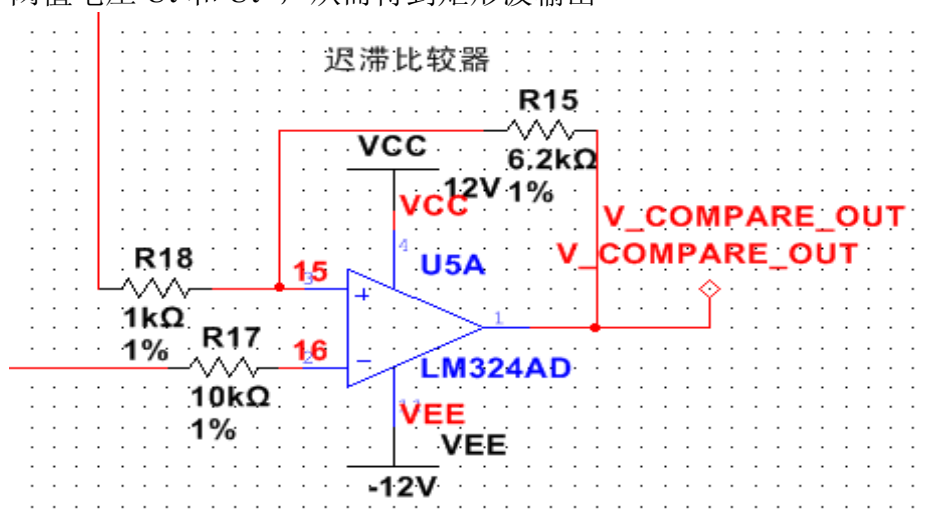 迟滞比较器
R15
6.2kΩ
1%
VCC
12V
VCC
4
U5A
V_COMPARE_OUT
V_COMPARE_OUT
R18
1kΩ
1%
15
3
+
1
R17
10kΩ
1%
16
2
−
LM324AD
11
VEE
VEE
-12V